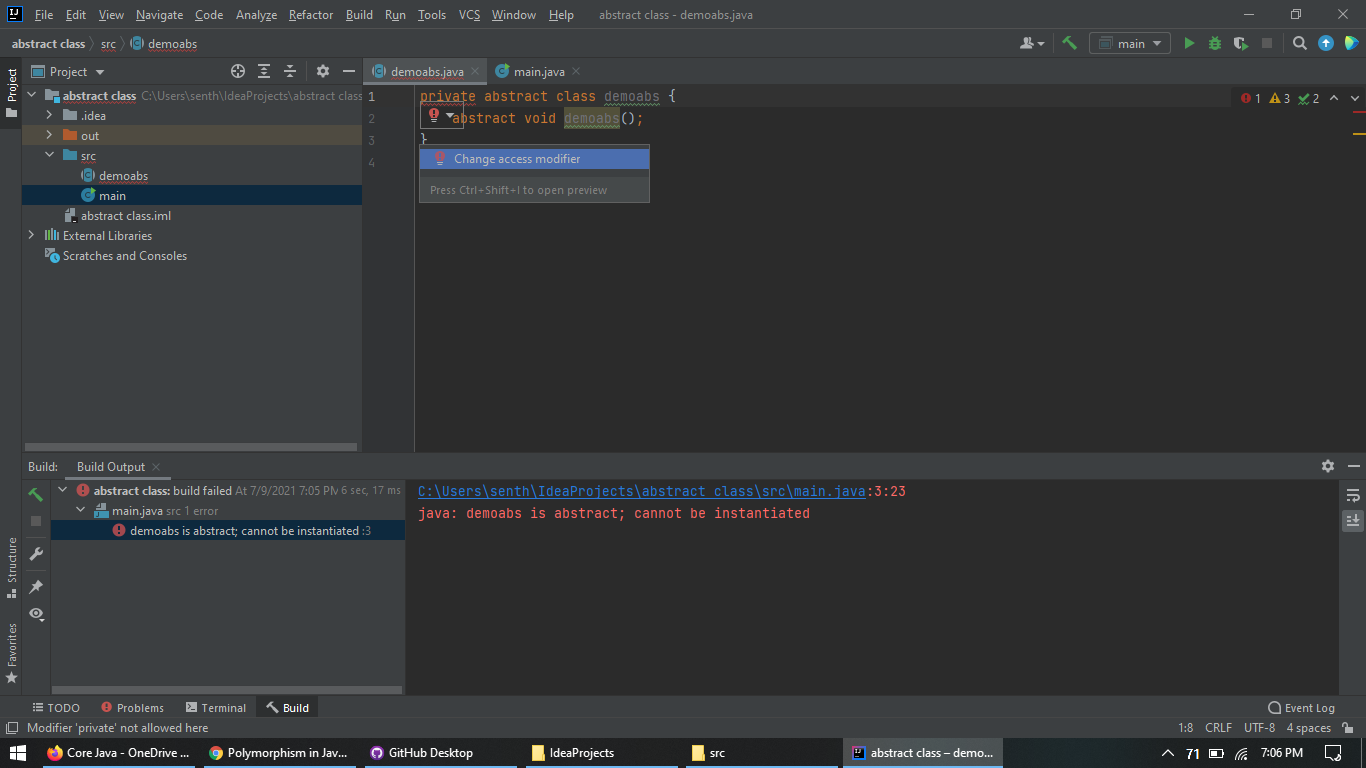 File Edit View Navigate Code Analyze Refactor Build Run Tools VCS Window Help abstract class - demoabs.java
abstract class src demoabs main
Project
Project
demoabs.java
main.java
abstract class C:\Users\senth\IdeaProjects\abstract class
.idea
out
src
demoabs
main
abstract class.iml
External Libraries
Scratches and Consoles
1 private abstract class demoabs {
2 abstract void demoabs();
3 }
4
1 3 2
Change access modifier
Press Ctrl+Shift+I to open preview
Build: Build Output
abstract class: build failed At 7/9/2021 7:05 PM 6 sec, 17 ms
main.java src 1 error
demoabs is abstract; cannot be instantiated :3
C:\Users\senth\IdeaProjects\abstract class\src\main.java:3:23
java: demoabs is abstract; cannot be instantiated
Structure
Favorites
TODO Problems Terminal Build Event Log
Modifier 'private' not allowed here 1:8 CRLF UTF-8 4 spaces
Core Java - OneDrive ... Polymorphism in Jav... GitHub Desktop IdeaProjects src abstract class – demo... 71 7:06 PM